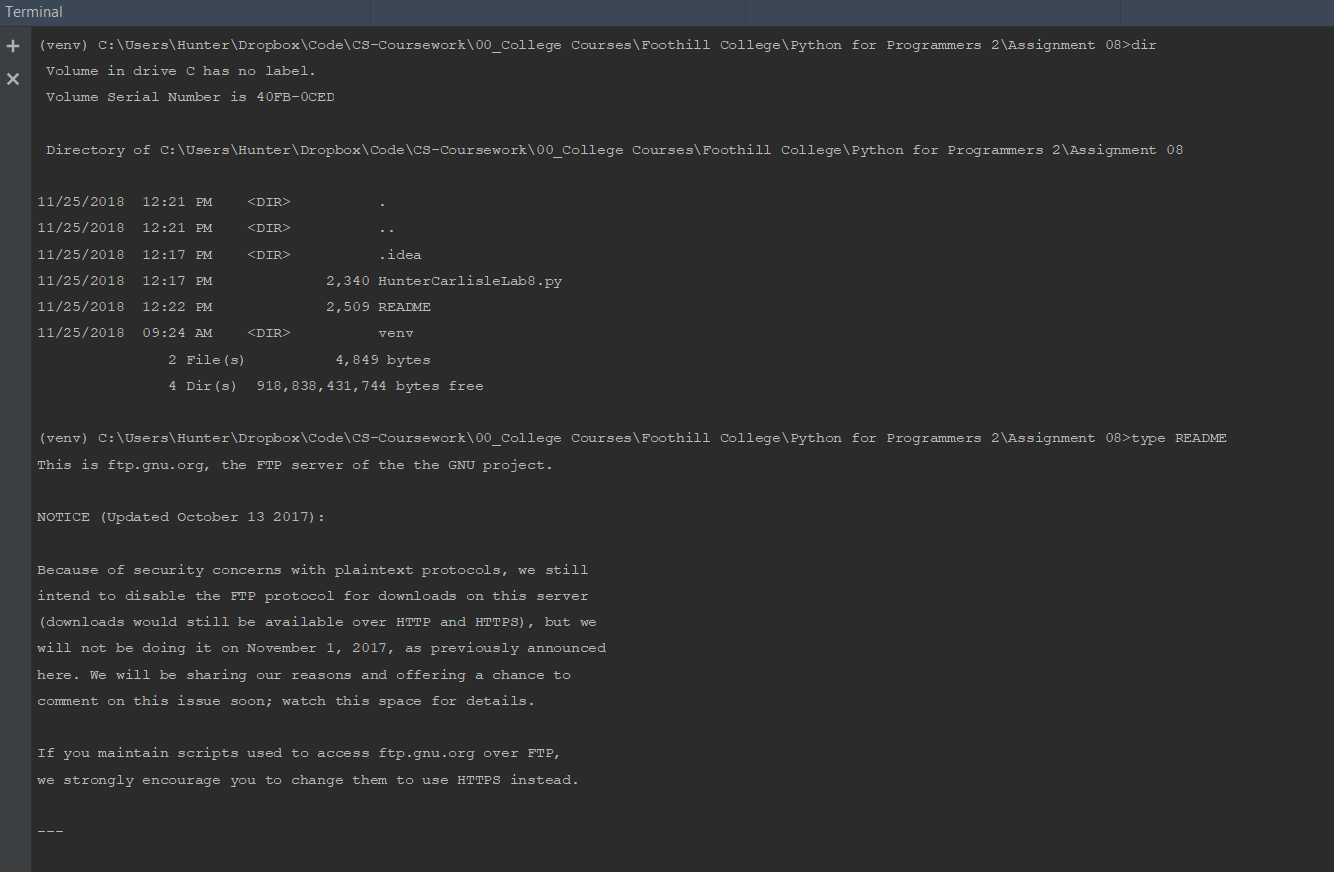 Terminal
(venv) C:\Users\Hunter\Dropbox\Code\CS-Coursework\00_College Courses\Foothill College\Python for Programmers 2\Assignment 08>dir
 Volume in drive C has no label.
 Volume Serial Number is 40FB-0CED

 Directory of C:\Users\Hunter\Dropbox\Code\CS-Coursework\00_College Courses\Foothill College\Python for Programmers 2\Assignment 08

11/25/2018  12:21 PM    <DIR>          .
11/25/2018  12:21 PM    <DIR>          ..
11/25/2018  12:17 PM    <DIR>          .idea
11/25/2018  12:17 PM             2,340 HunterCarlisleLab8.py
11/25/2018  12:22 PM             2,509 README
11/25/2018  09:24 AM    <DIR>          venv
               2 File(s)          4,849 bytes
               4 Dir(s)  918,838,431,744 bytes free

(venv) C:\Users\Hunter\Dropbox\Code\CS-Coursework\00_College Courses\Foothill College\Python for Programmers 2\Assignment 08>type README
This is ftp.gnu.org, the FTP server of the the GNU project.

NOTICE (Updated October 13 2017):

Because of security concerns with plaintext protocols, we still
intend to disable the FTP protocol for downloads on this server
(downloads would still be available over HTTP and HTTPS), but we
will not be doing it on November 1, 2017, as previously announced
here. We will be sharing our reasons and offering a chance to
comment on this issue soon; watch this space for details.

If you maintain scripts used to access ftp.gnu.org over FTP,
we strongly encourage you to change them to use HTTPS instead.

---